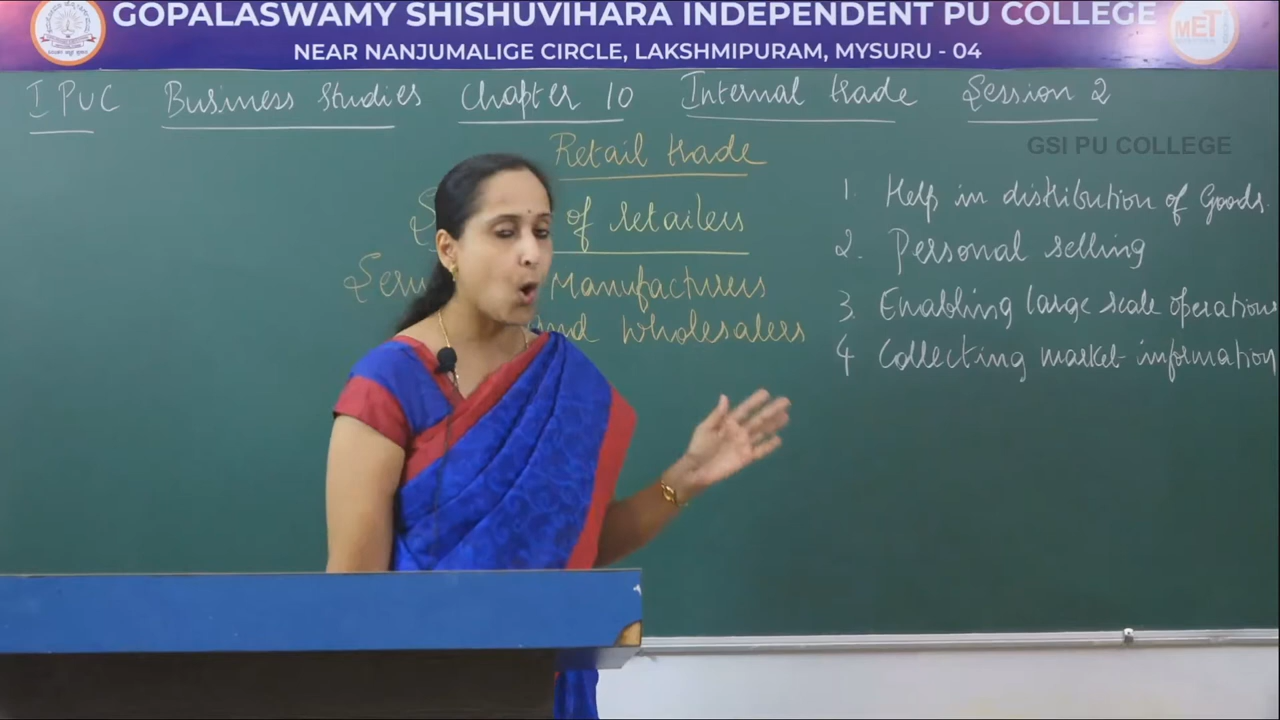 GOPALASWAMY SHISHUVIHARA INDEPENDENT PU COLLEGE
NEAR NANJUMALIGE CIRCLE, LAKSHMIPURAM, MYSURU - 04
MET
I PUC Business Studies Chapter 10 Internal trade Session 2
GSI PU COLLEGE
Retail trade
of retailers
Manufacturers
and wholesalers
1. Help in distribution of Goods.
2. Personal selling
3 Enabling large scale operations
4 Collecting market information